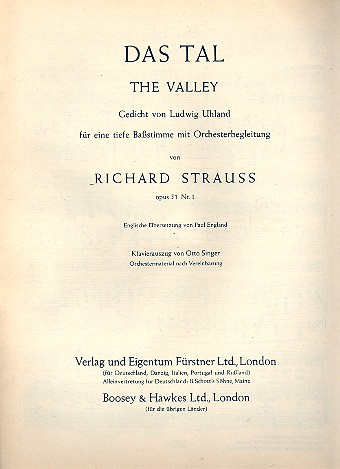 DAS TAL
THE VALLEY
Gedicht von Ludwig Uhland
für eine tiefe Baßstimme mit Orchesterbegleitung
von
RICHARD STRAUSS
opus 51 Nr. 1
Englische Übersetzung von Paul England
Klavierauszug von Otto Singer
Orchestermaterial nach Vereinbarung
Verlag und Eigentum Fürstner Ltd., London
(für Deutschland, Danzig, Italien, Portugal und Rußland)
Alleinvertretung für Deutschland: B. Schott's Söhne, Mainz
Boosey & Hawkes Ltd., London
(für die übrigen Länder)